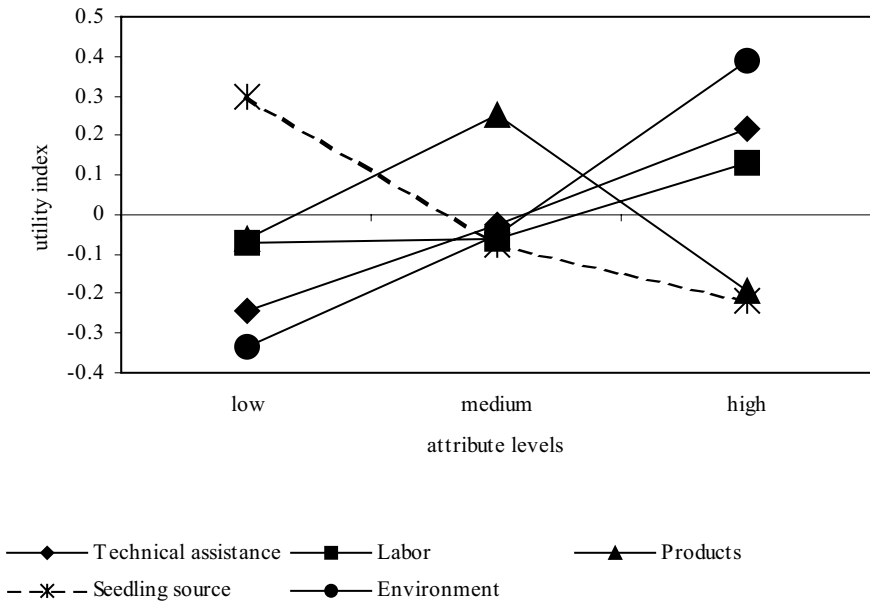 0.5
0.4
0.3
0.2
0.1
0
-0.1
-0.2
-0.3
-0.4
utility index
low medium high
attribute levels
Technical assistance Labor Products
Seedling source Environment